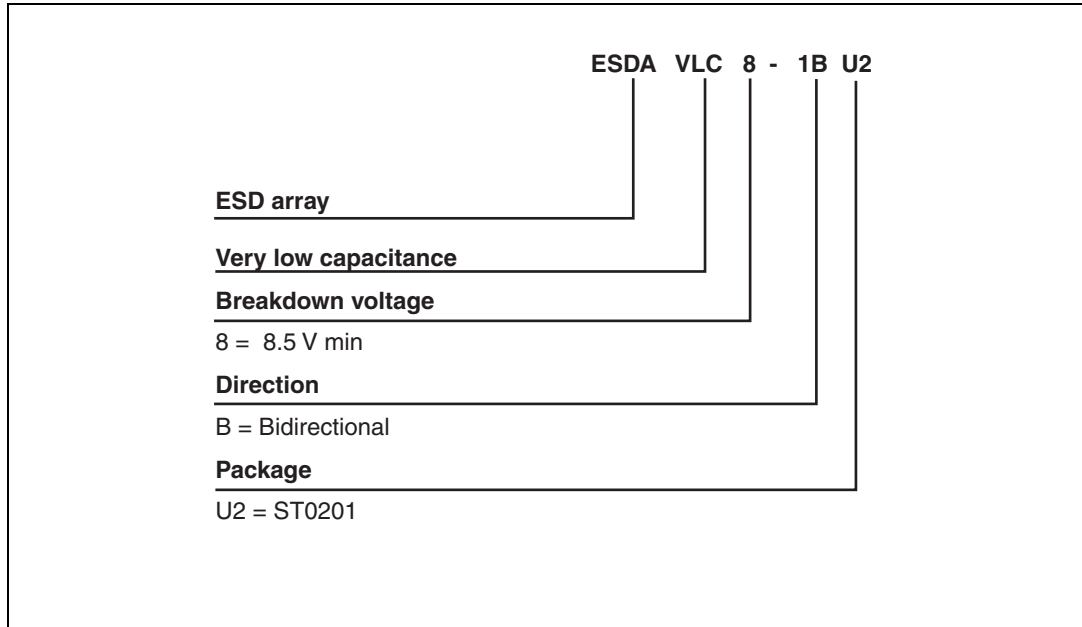 ESDA VLC 8 - 1B U2
ESD array
Very low capacitance
Breakdown voltage
8 = 8.5 V min
Direction
B = Bidirectional
Package
U2 = ST0201